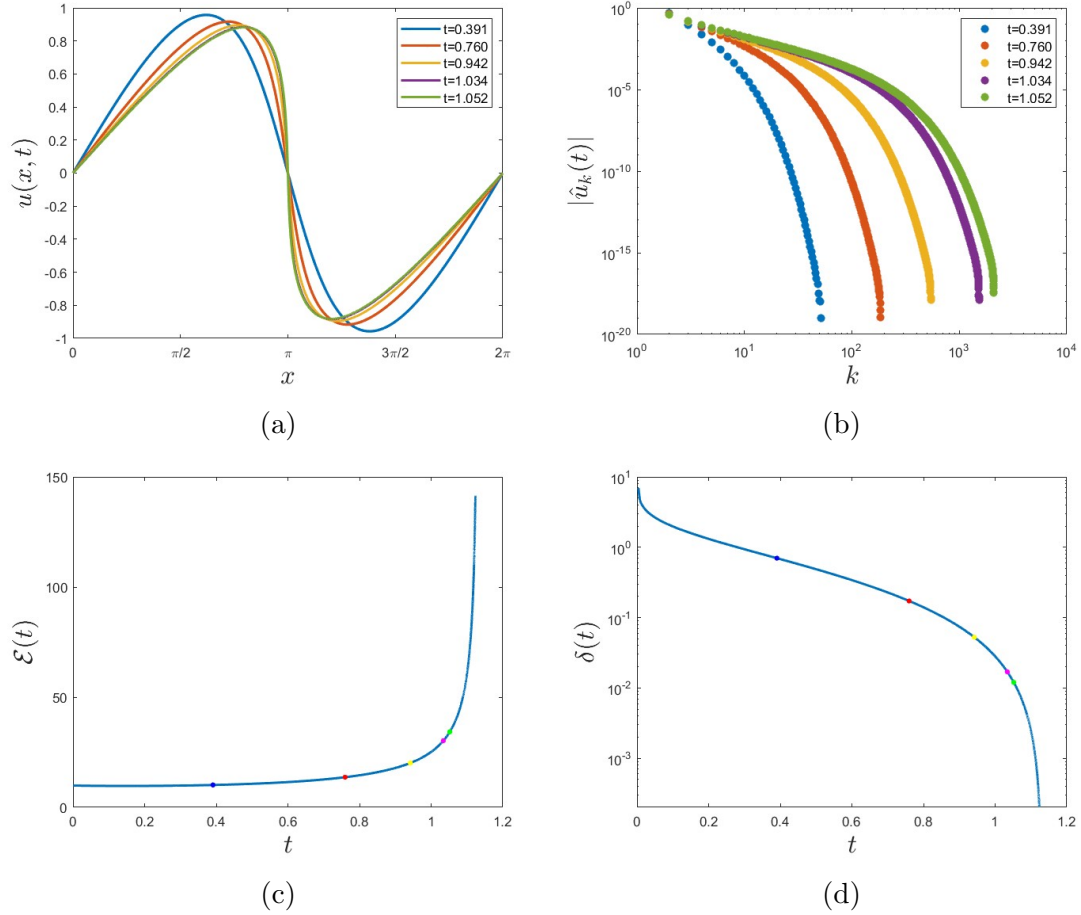 1
0.8
0.6
0.4
0.2
0
-0.2
-0.4
-0.6
-0.8
-1
u(x, t)
0
π/2
π
3π/2
2π
x
t=0.391
t=0.760
t=0.942
t=1.034
t=1.052
(a)
10^0
10^-5
10^-10
10^-15
10^-20
|û_k(t)|
10^0
10^1
10^2
10^3
10^4
k
t=0.391
t=0.760
t=0.942
t=1.034
t=1.052
(b)
150
100
50
0
ℰ(t)
0
0.2
0.4
0.6
0.8
1
1.2
t
(c)
10^1
10^0
10^-1
10^-2
10^-3
δ(t)
0
0.2
0.4
0.6
0.8
1
1.2
t
(d)